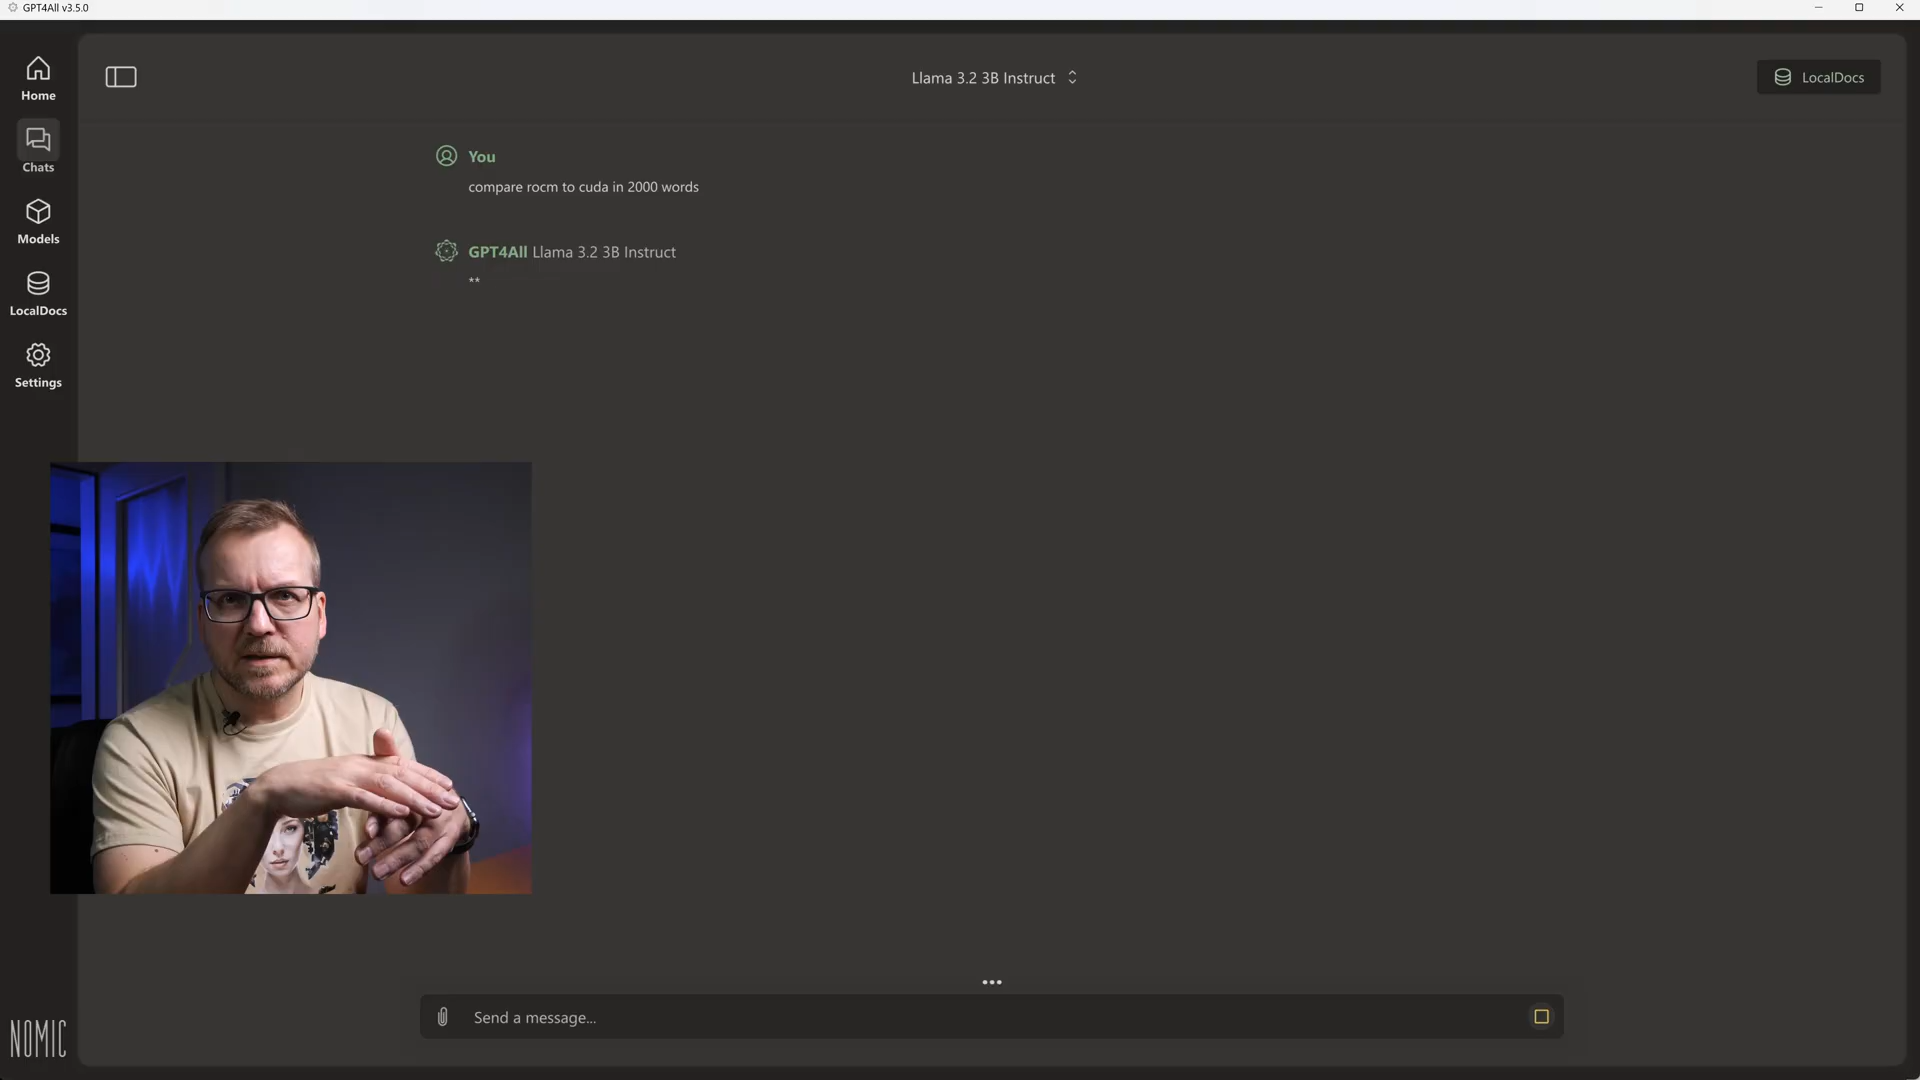 GPT4All v3.5.0
Home
Chats
Models
LocalDocs
Settings
Llama 3.2 3B Instruct
LocalDocs
You
compare rocm to cuda in 2000 words
GPT4All Llama 3.2 3B Instruct
**
•••
Send a message...
NOMIC